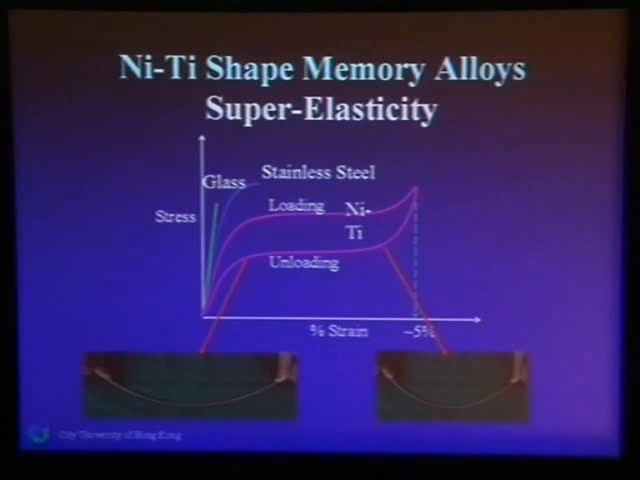 Ni-Ti Shape Memory Alloys
Super-Elasticity
Stainless Steel
Glass
Loading
Ni-
Ti
Stress
Unloading
% Strain
~5%
City University of Hong Kong